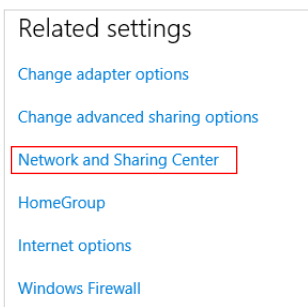 Related settings
Change adapter options
Change advanced sharing options
Network and Sharing Center
HomeGroup
Internet options
Windows Firewall